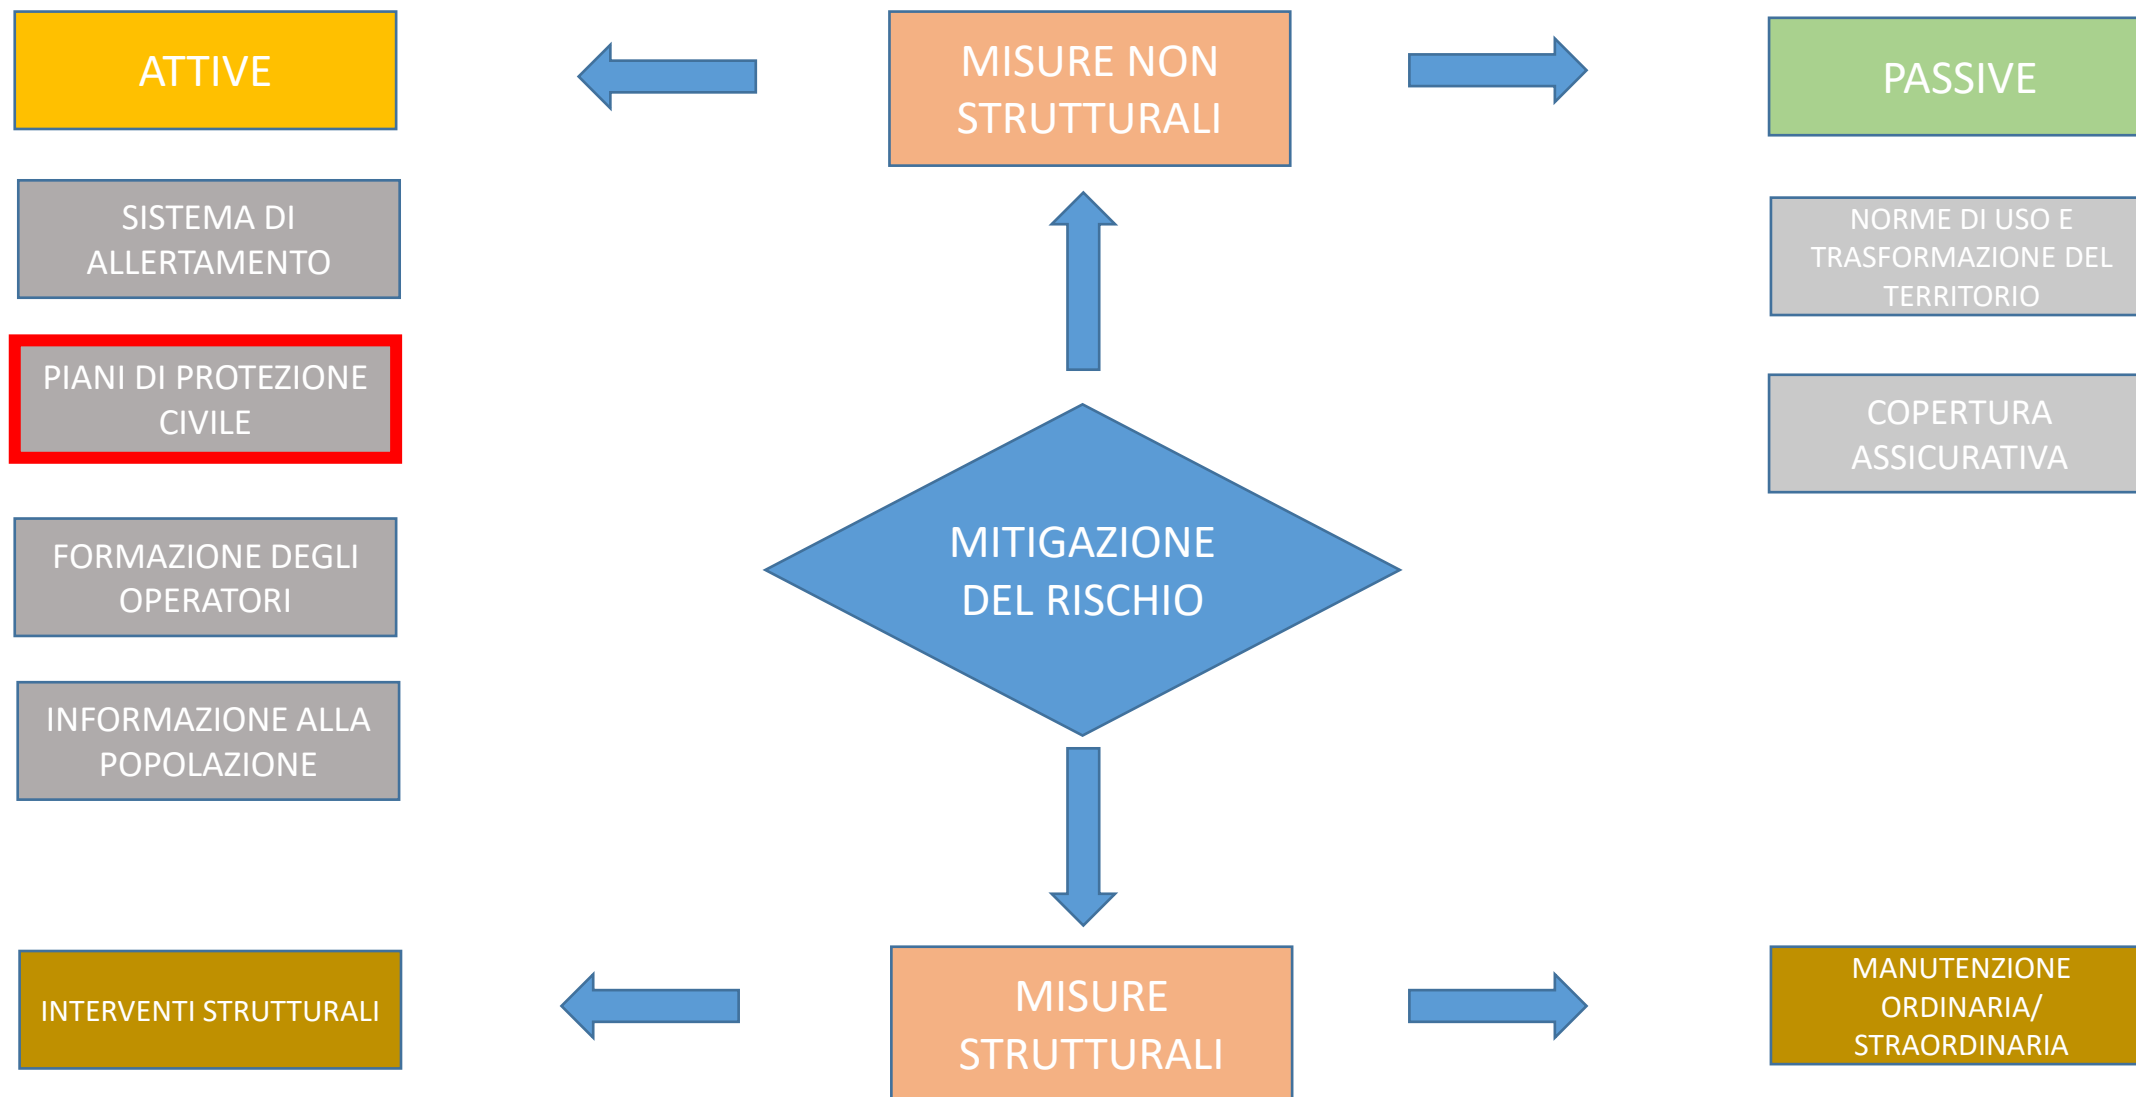 ATTIVE
MISURE NON
STRUTTURALI
PASSIVE
SISTEMA DI
ALLERTAMENTO
NORME DI USO E
TRASFORMAZIONE DEL
TERRITORIO
PIANI DI PROTEZIONE
CIVILE
COPERTURA
ASSICURATIVA
FORMAZIONE DEGLI
OPERATORI
MITIGAZIONE
DEL RISCHIO
INFORMAZIONE ALLA
POPOLAZIONE
INTERVENTI STRUTTURALI
MISURE
STRUTTURALI
MANUTENZIONE
ORDINARIA/
STRAORDINARIA